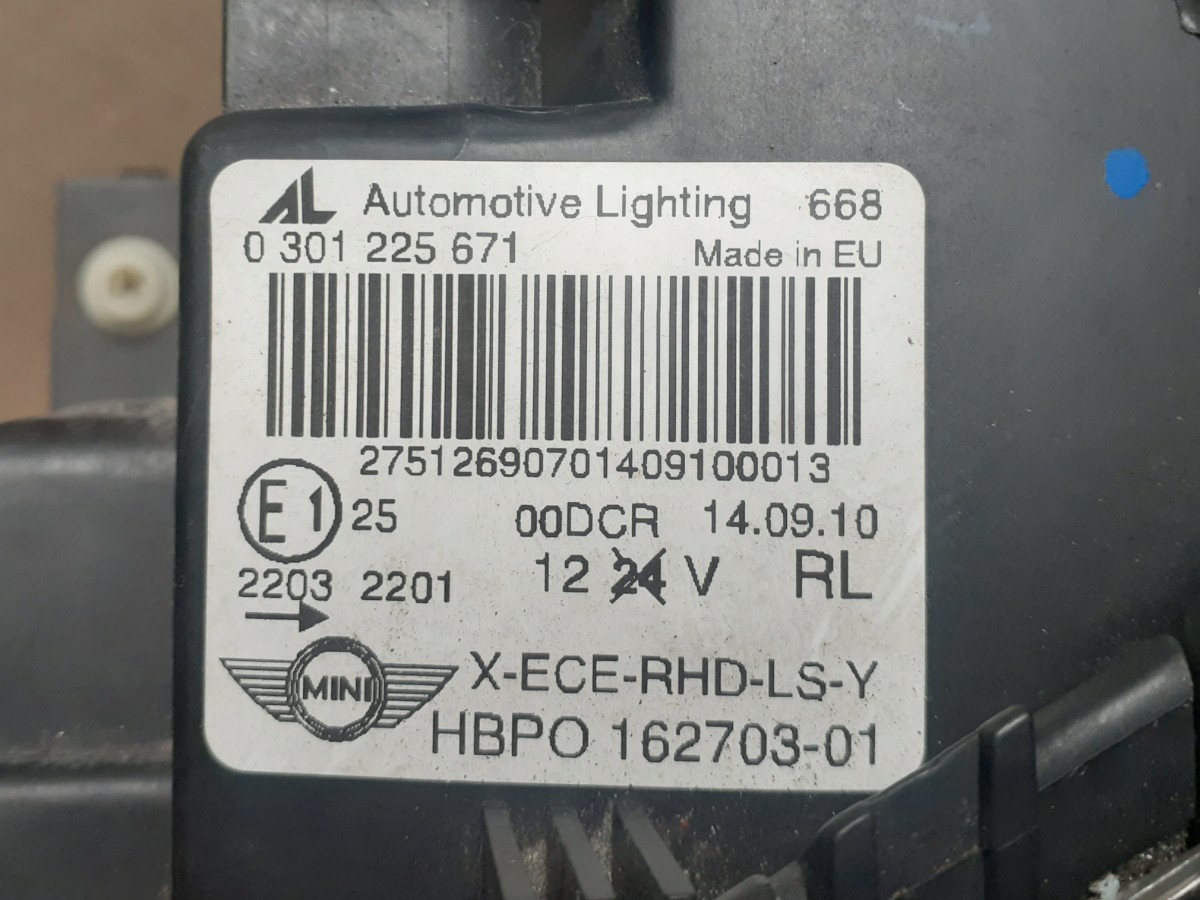 AL Automotive Lighting 668
0 301 225 671 Made in EU
27512690701409100013
E1 25 00DCR 14.09.10
2203 2201 12 24 V RL
MINI X-ECE-RHD-LS-Y
HBPO 162703-01